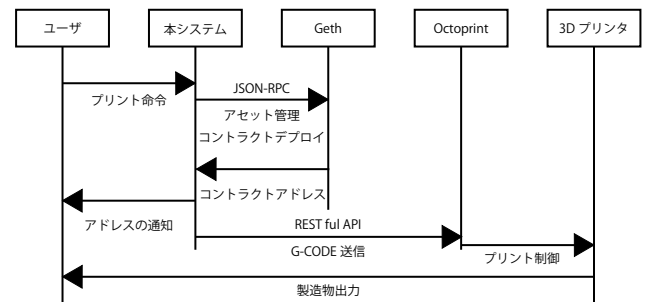 ユーザ
本システム
Geth
Octoprint
3D プリンタ
プリント命令
JSON-RPC
アセット管理
コントラクトデプロイ
コントラクトアドレス
アドレスの通知
REST ful API
G-CODE 送信
プリント制御
製造物出力